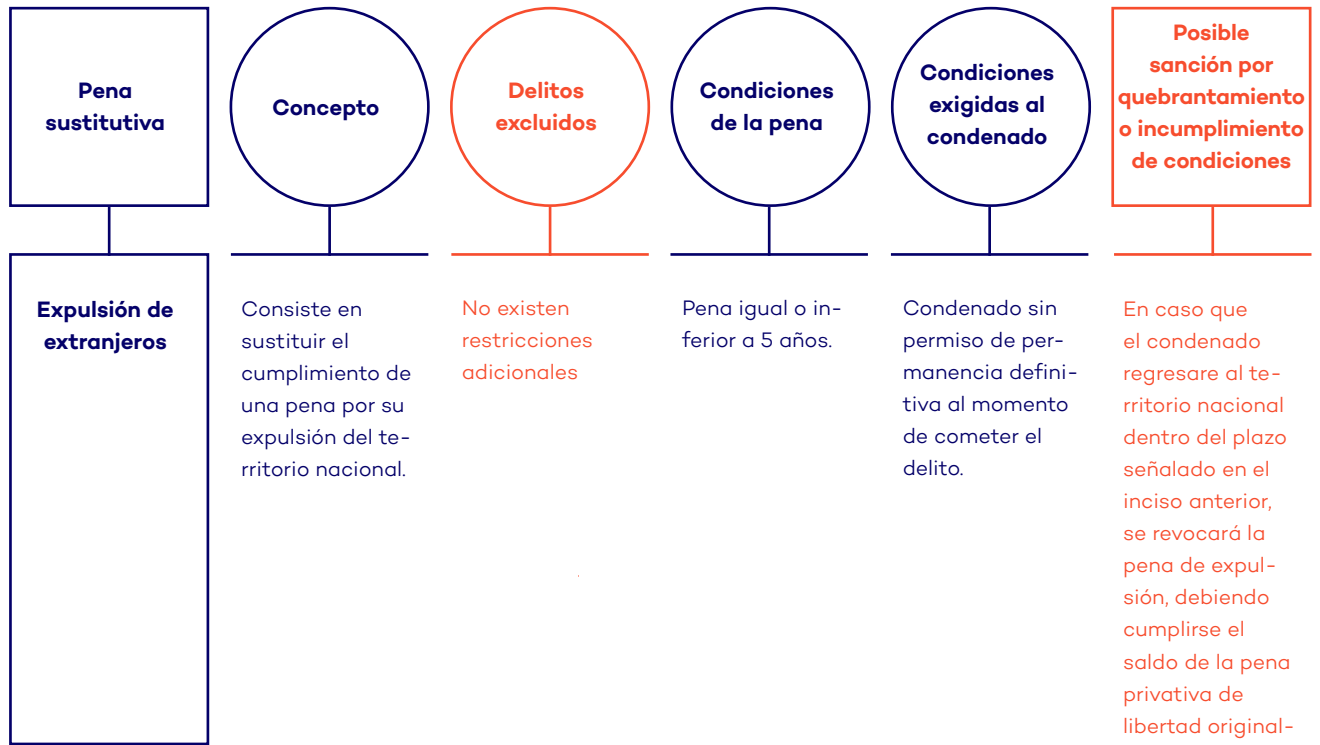 Pena
sustitutiva
Concepto
Delitos
excluidos
Condiciones
de la pena
Condiciones
exigidas al
condenado
Posible
sanción por
quebrantamiento
o incumplimiento
de condiciones
Expulsión de
extranjeros
Consiste en
sustituir el
cumplimiento de
una pena por su
expulsión del te-
rritorio nacional.
No existen
restricciones
adicionales
Pena igual o in-
ferior a 5 años.
Condenado sin
permiso de per-
manencia defini-
tiva al momento
de cometer el
delito.
En caso que
el condenado
regresare al te-
rritorio nacional
dentro del plazo
señalado en el
inciso anterior,
se revocará la
pena de expul-
sión, debiendo
cumplirse el
saldo de la pena
privativa de
libertad original-